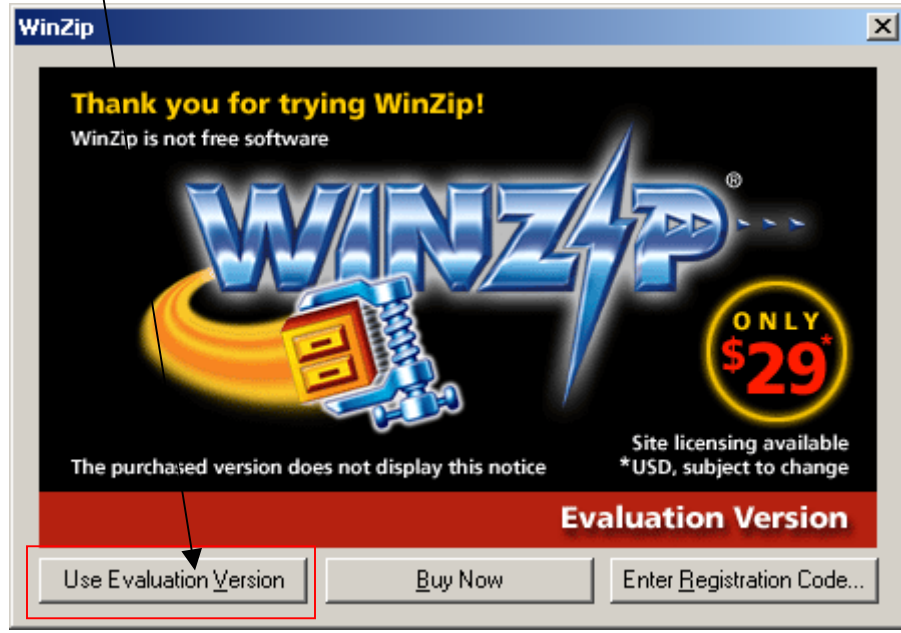 WinZip
Thank you for trying WinZip!
WinZip is not free software
WINZIP®
ONLY
$29*
Site licensing available
The purchased version does not display this notice
*USD, subject to change
Evaluation Version
Use Evaluation Version
Buy Now
Enter Registration Code...